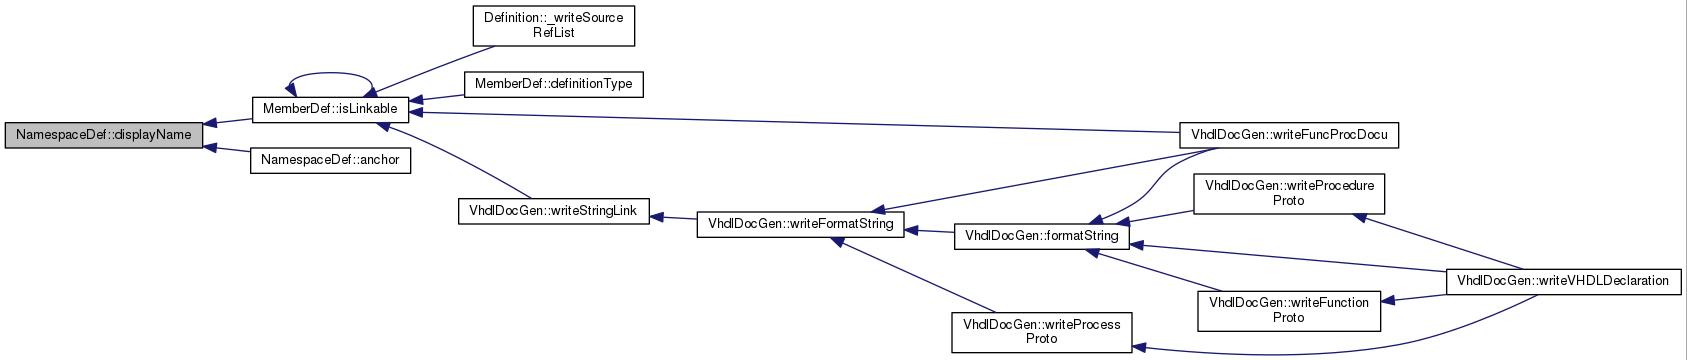 Definition::_writeSource
RefList
MemberDef::definitionType
MemberDef::isLinkable
NamespaceDef::displayName
VhdlDocGen::writeFuncProcDocu
NamespaceDef::anchor
VhdlDocGen::writeProcedure
Proto
VhdlDocGen::writeStringLink
VhdlDocGen::writeFormatString
VhdlDocGen::formatString
VhdlDocGen::writeVHDLDeclaration
VhdlDocGen::writeFunction
Proto
VhdlDocGen::writeProcess
Proto